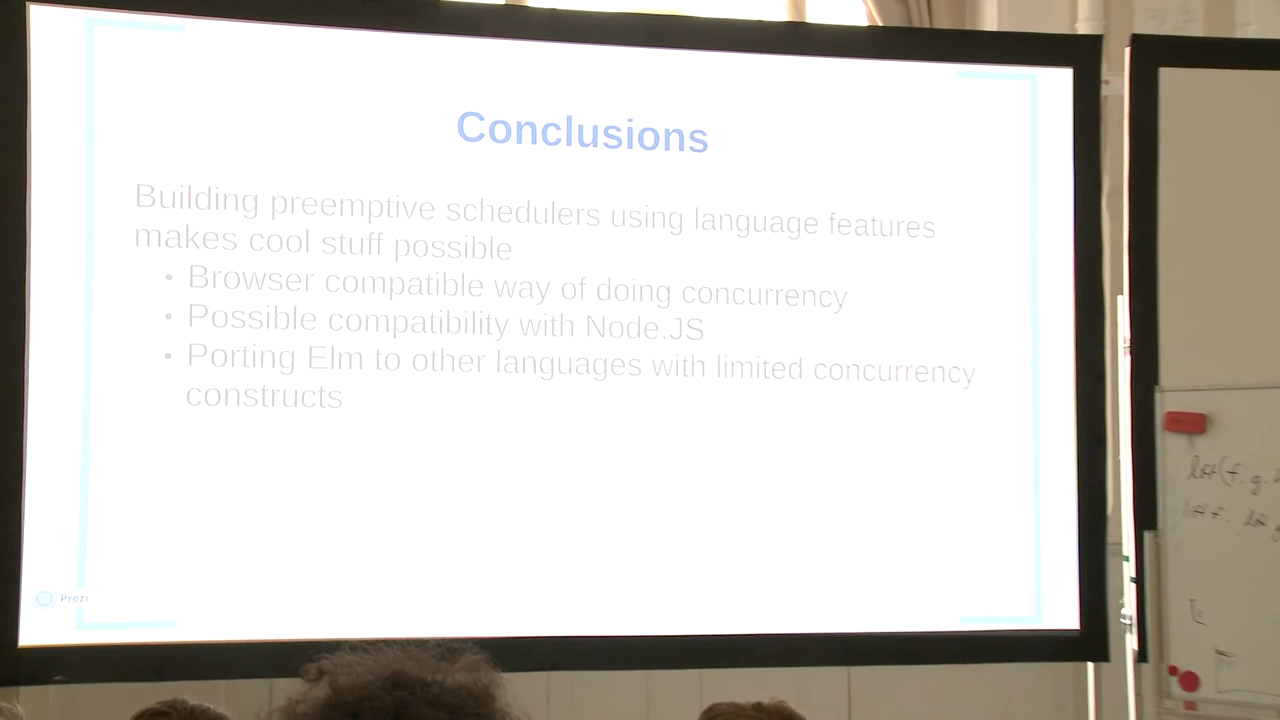 Conclusions
Building preemptive schedulers using language features
makes cool stuff possible
• Browser compatible way of doing concurrency
• Possible compatibility with Node.JS
• Porting Elm to other languages with limited concurrency
constructs
Prezi